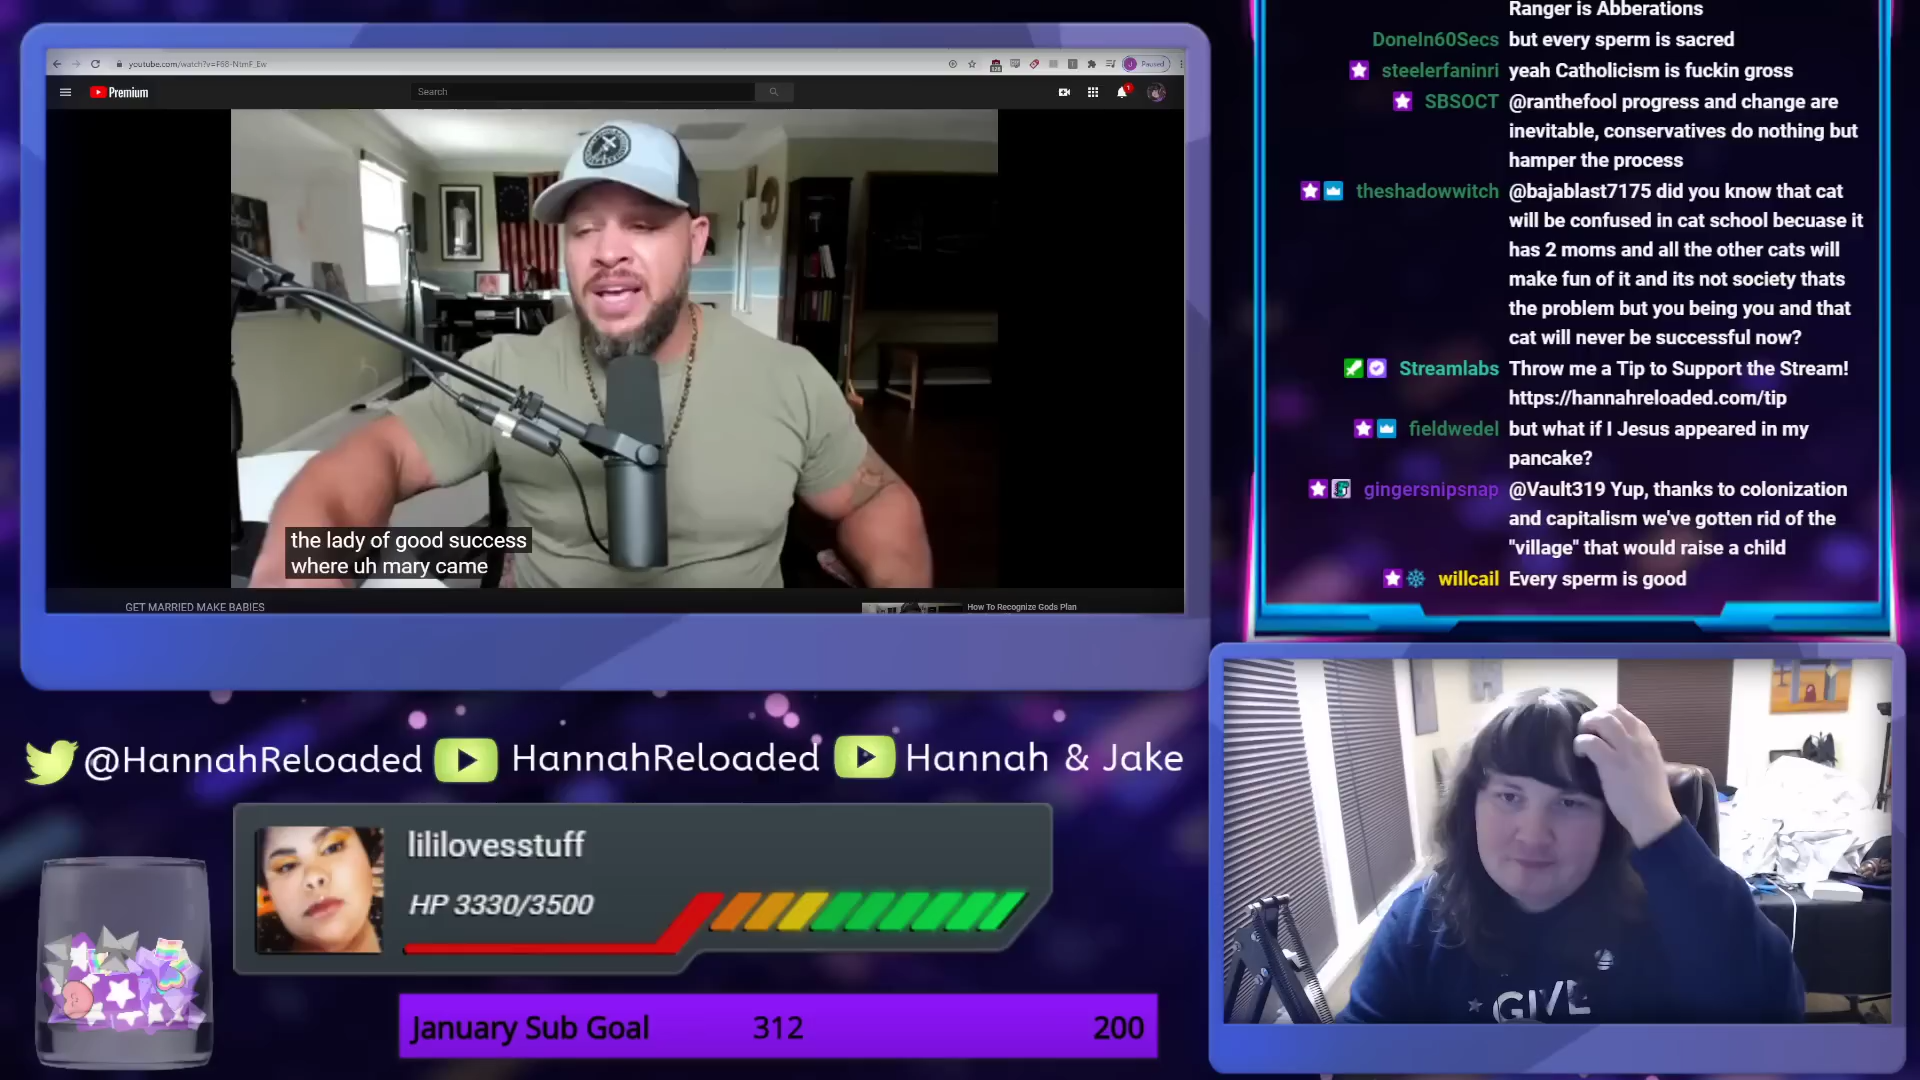 youtube.com/watch?v=F68-NtmF_Ew
Paused
Premium
Search
1
the lady of good success
where uh mary came
GET MARRIED MAKE BABIES
How To Recognize Gods Plan
Ranger is Abberations
DoneIn60Secs but every sperm is sacred
steelerfaninri yeah Catholicism is fuckin gross
SBSOCT @ranthefool progress and change are
inevitable, conservatives do nothing but
hamper the process
theshadowwitch @bajablast7175 did you know that cat
will be confused in cat school becuase it
has 2 moms and all the other cats will
make fun of it and its not society thats
the problem but you being you and that
cat will never be successful now?
Streamlabs Throw me a Tip to Support the Stream!
https://hannahreloaded.com/tip
fieldwedel but what if I Jesus appeared in my
pancake?
gingersnipsnap @Vault319 Yup, thanks to colonization
and capitalism we've gotten rid of the
"village" that would raise a child
willcail Every sperm is good
@HannahReloaded HannahReloaded Hannah & Jake
lililovesstuff
HP 3330/3500
January Sub Goal 312 200
GIVE